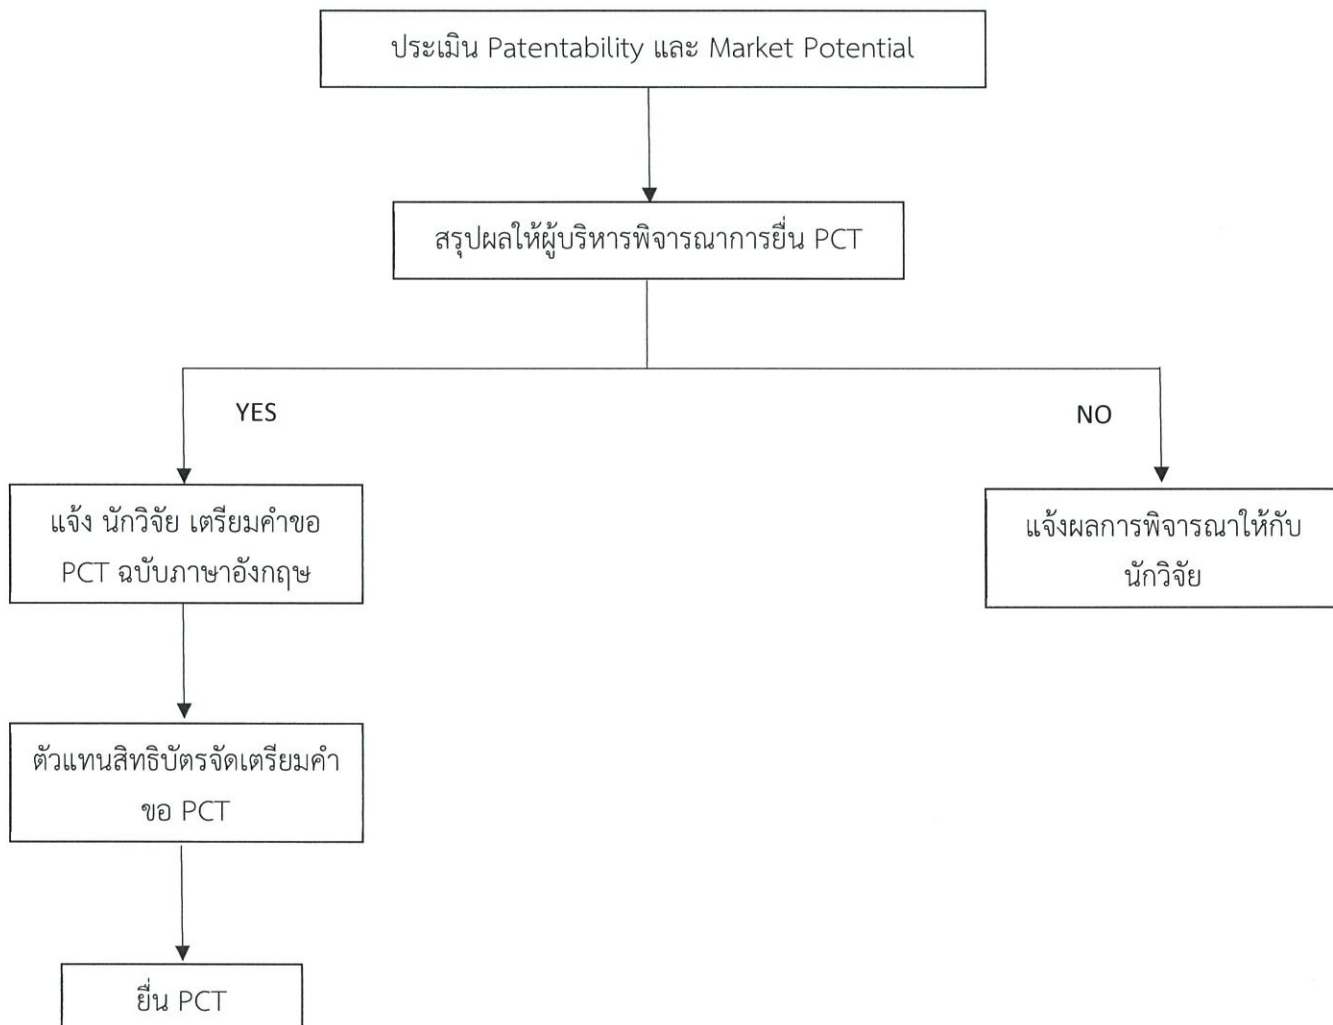 ประเมิน Patentability และ Market Potential
สรุปผลให้ผู้บริหารพิจารณาการยื่น PCT
YES
NO
แจ้ง นักวิจัย เตรียมคำขอ
PCT ฉบับภาษาอังกฤษ
แจ้งผลการพิจารณาให้กับ
นักวิจัย
ตัวแทนสิทธิบัตรจัดเตรียมคำ
ขอ PCT
ยื่น PCT